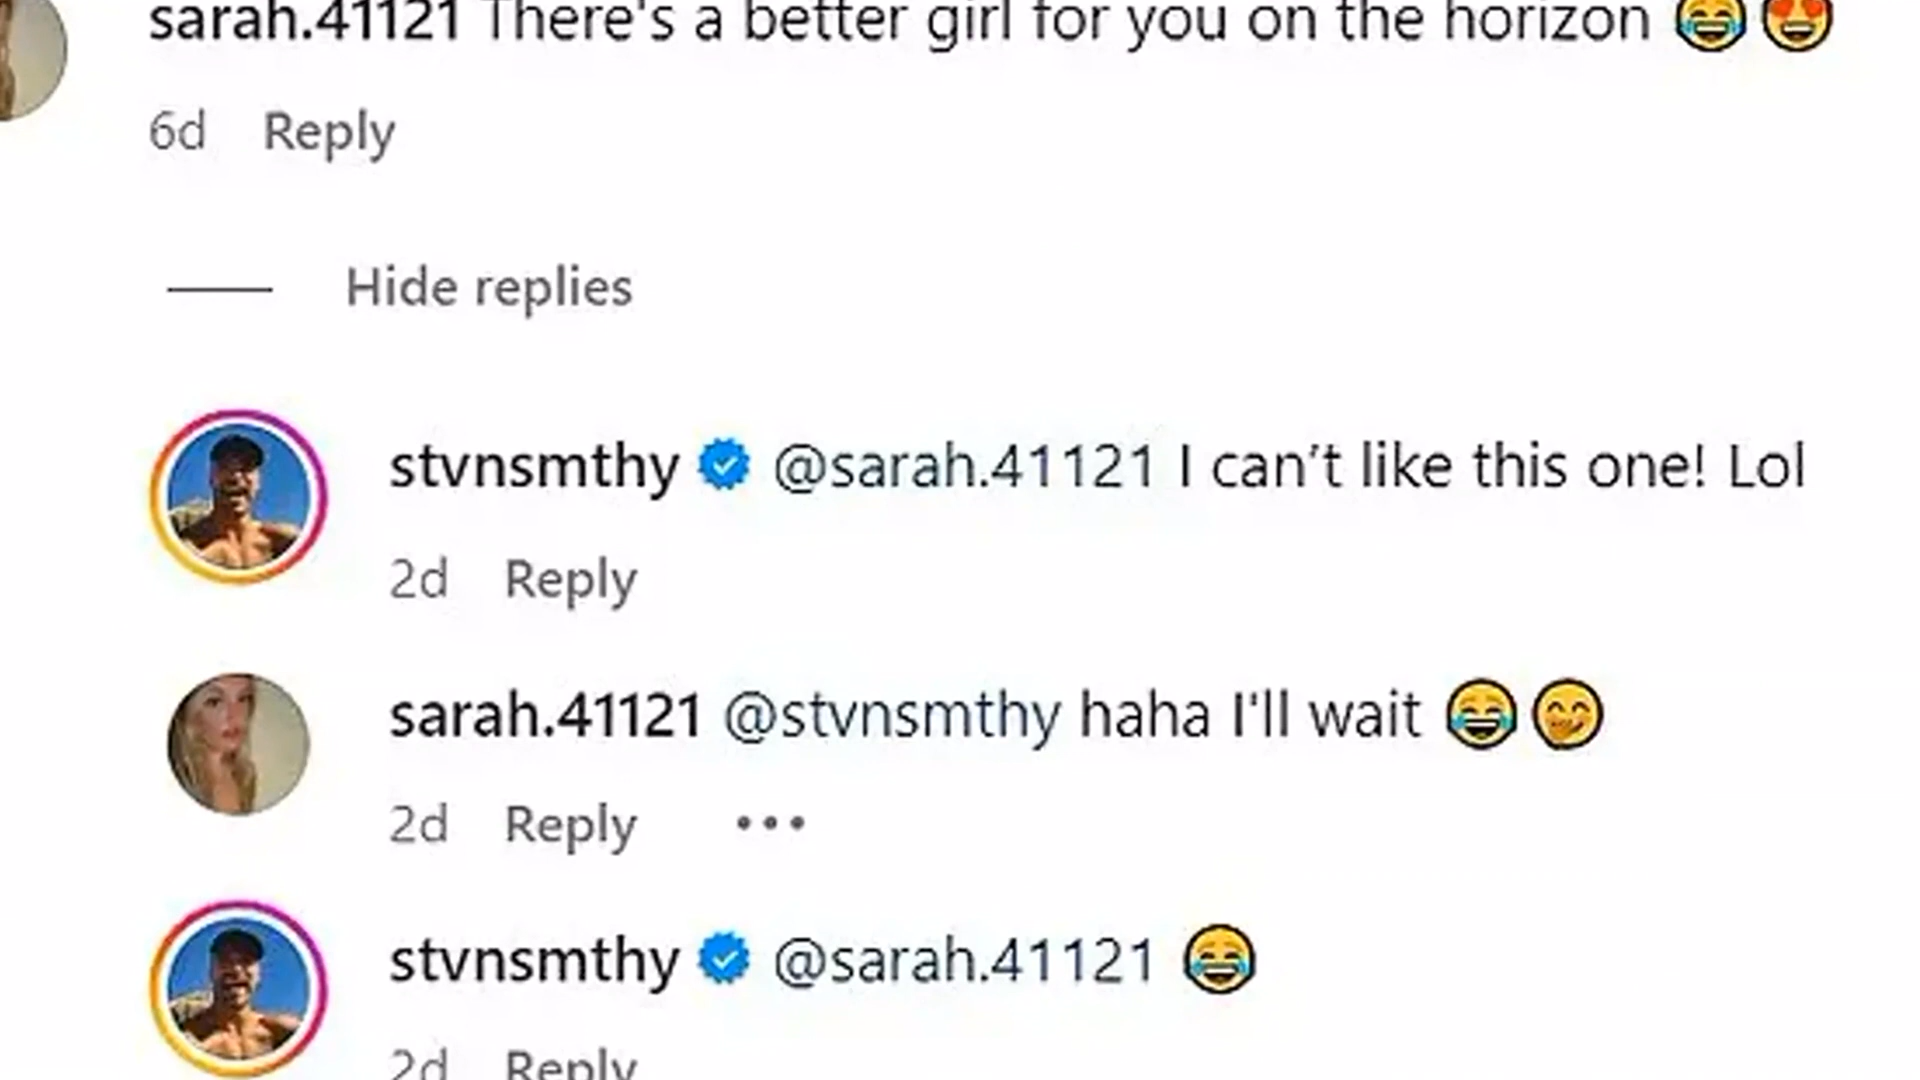 sarah.41121 There's a better girl for you on the horizon 😂😍
6d Reply
Hide replies
stvnsmthy @sarah.41121 I can't like this one! Lol
2d Reply
sarah.41121 @stvnsmthy haha I'll wait 😂🤭
2d Reply •••
stvnsmthy @sarah.41121 😂
2d Reply